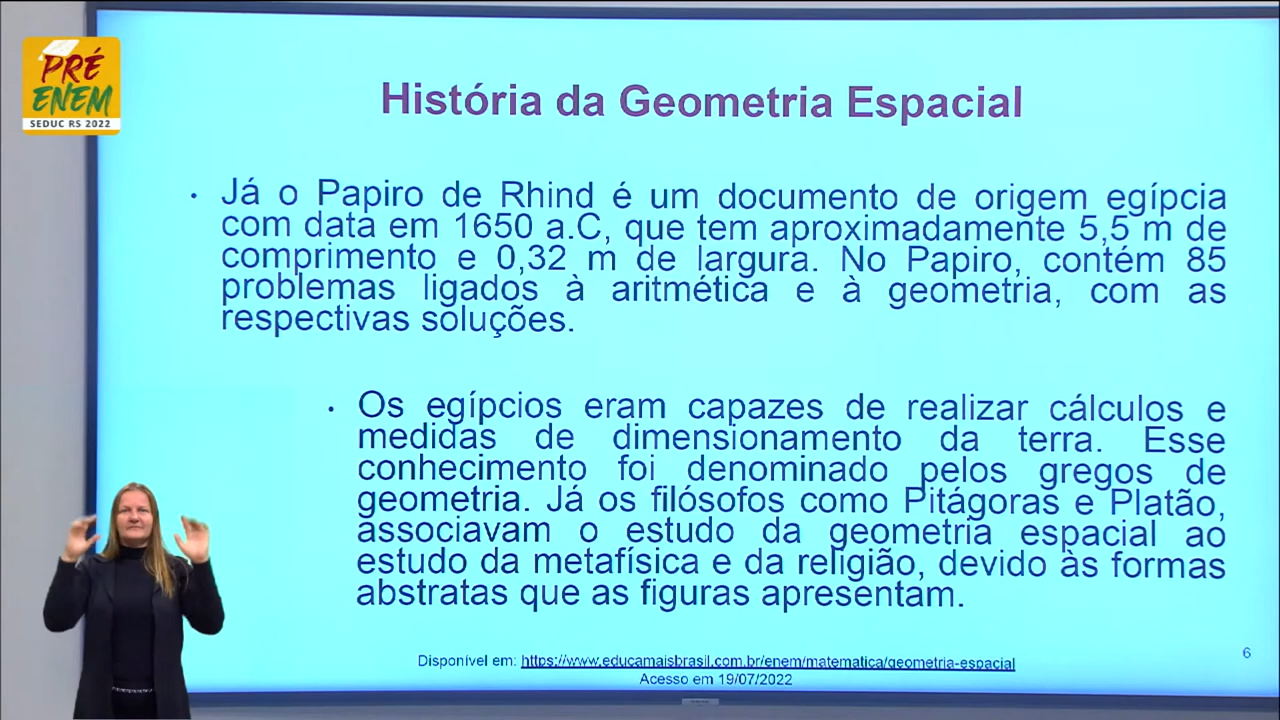 PRÉ
ENEM
SEDUC RS 2022
História da Geometria Espacial
• Já o Papiro de Rhind é um documento de origem egípcia
com data em 1650 a.C, que tem aproximadamente 5,5 m de
comprimento e 0,32 m de largura. No Papiro, contém 85
problemas ligados à aritmética e à geometria, com as
respectivas soluções.
• Os egípcios eram capazes de realizar cálculos e
medidas de dimensionamento da terra. Esse
conhecimento foi denominado pelos gregos de
geometria. Já os filósofos como Pitágoras e Platão,
associavam o estudo da geometria espacial ao
estudo da metafísica e da religião, devido às formas
abstratas que as figuras apresentam.
Disponível em: https://www.educamaisbrasil.com.br/enem/matematica/geometria-espacial
Acesso em 19/07/2022
6